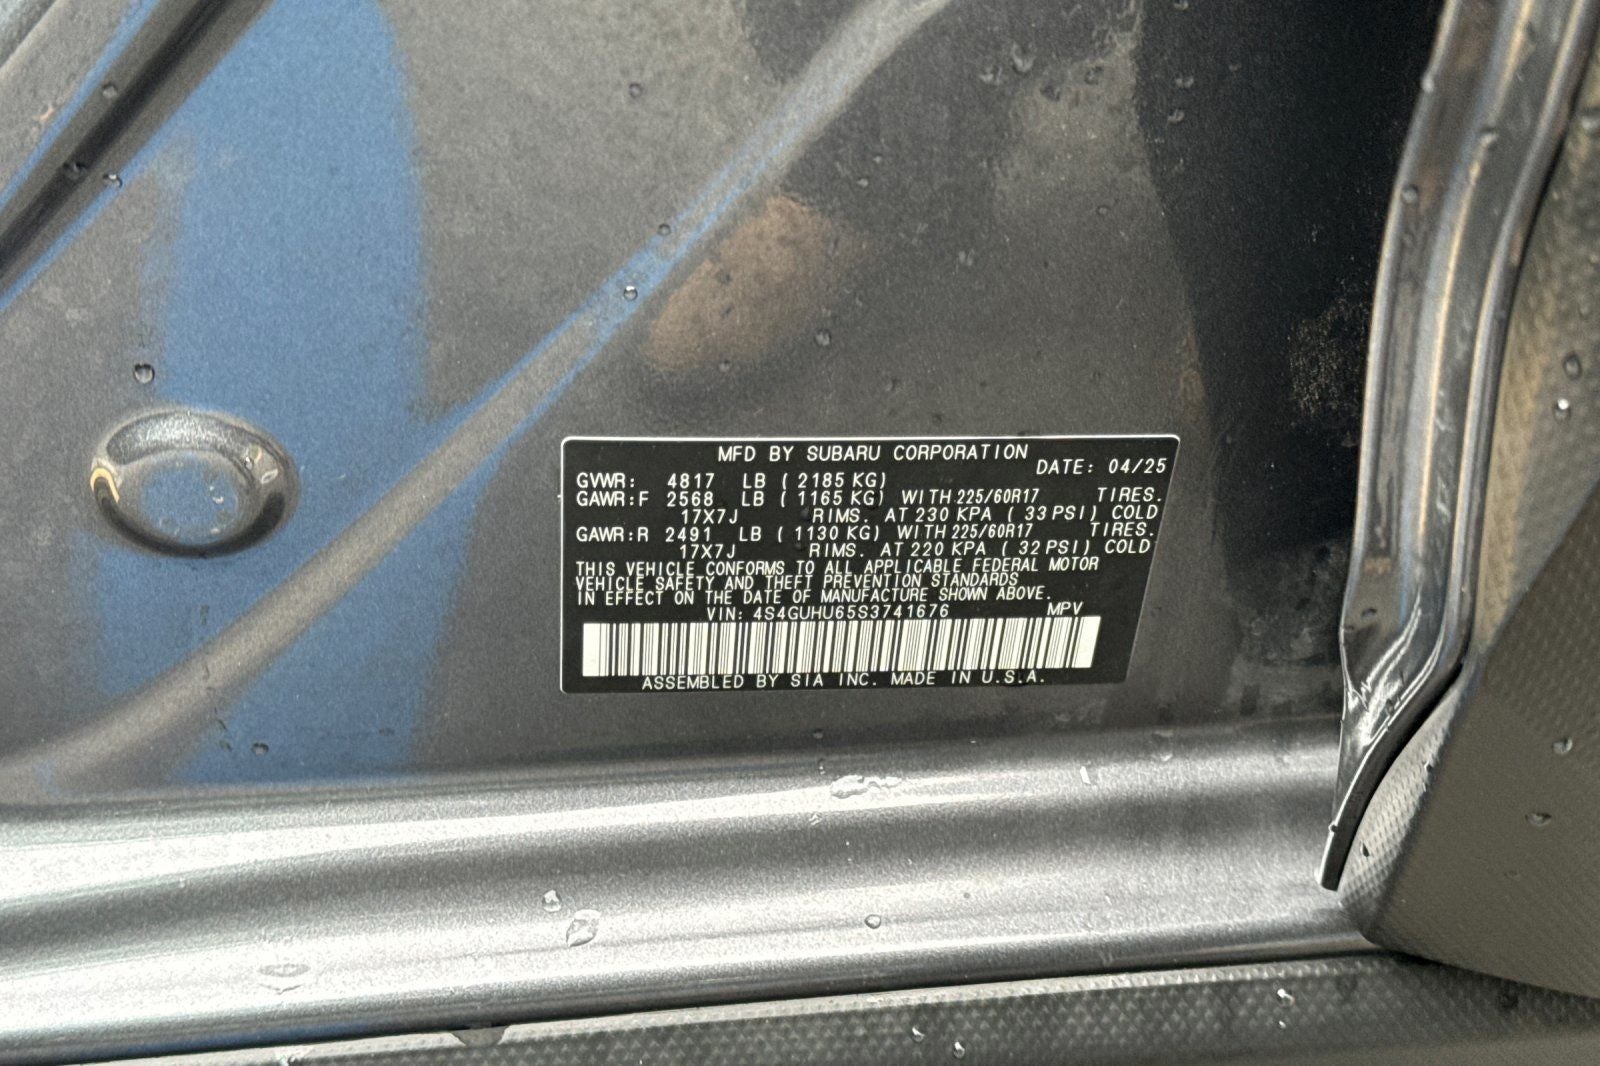 MFD BY SUBARU CORPORATION
DATE: 04/25
GVWR: 4817 LB ( 2185 KG)
GAWR:F 2568 LB ( 1165 KG) WITH 225/60R17 TIRES.
17X7J RIMS. AT 230 KPA ( 33 PSI) COLD
GAWR:R 2491 LB ( 1130 KG) WITH 225/60R17 TIRES.
17X7J RIMS. AT 220 KPA ( 32 PSI) COLD
THIS VEHICLE CONFORMS TO ALL APPLICABLE FEDERAL MOTOR
VEHICLE SAFETY AND THEFT PREVENTION STANDARDS
IN EFFECT ON THE DATE OF MANUFACTURE SHOWN ABOVE.
VIN: 4S4GUHU65S3741676 MPV
ASSEMBLED BY SIA INC. MADE IN U.S.A.